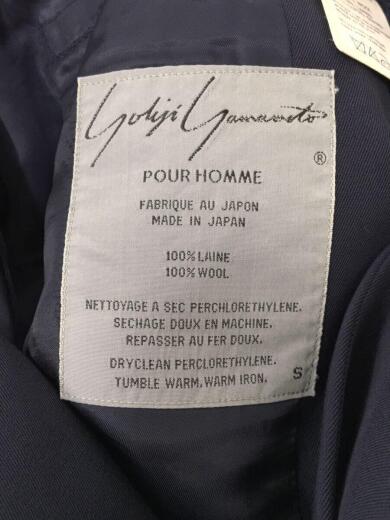 Yohji Yamamoto
®
POUR HOMME
FABRIQUE AU JAPON
MADE IN JAPAN
100% LAINE
100% WOOL
NETTOYAGE A SEC PERCHLORETHYLENE.
SECHAGE DOUX EN MACHINE.
REPASSER AU FER DOUX.
DRYCLEAN PERCLORETHYLENE.
TUMBLE WARM, WARM IRON.
S